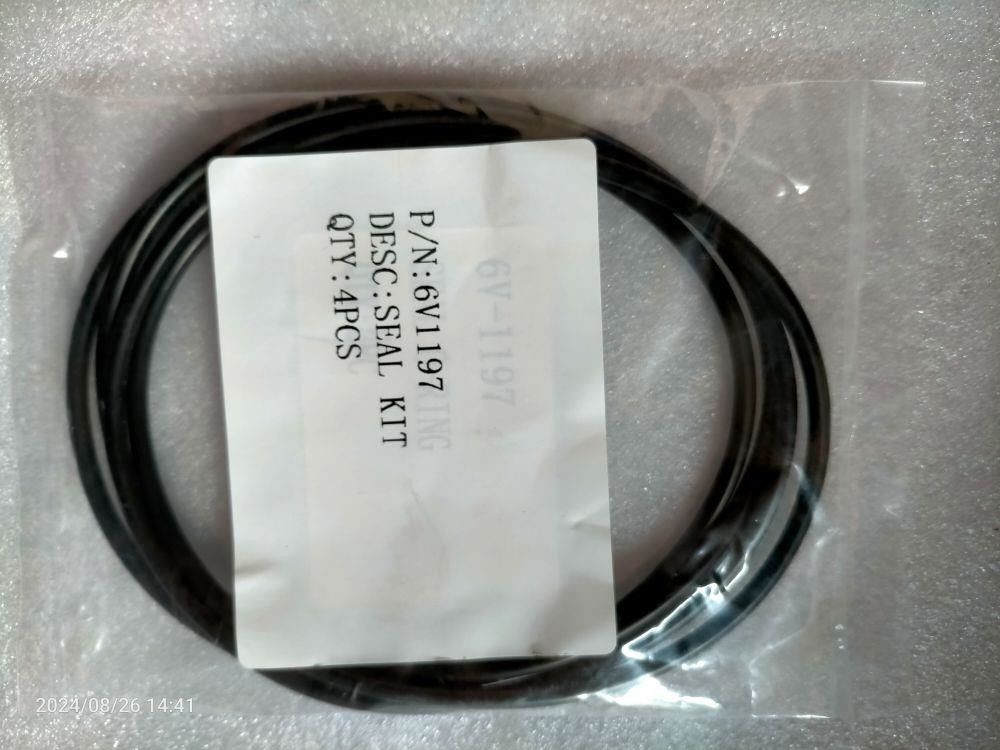 P/N:6V1197
DESC:SEAL KIT
QTY:4PCS
6V-1197
2024/08/26 14:41